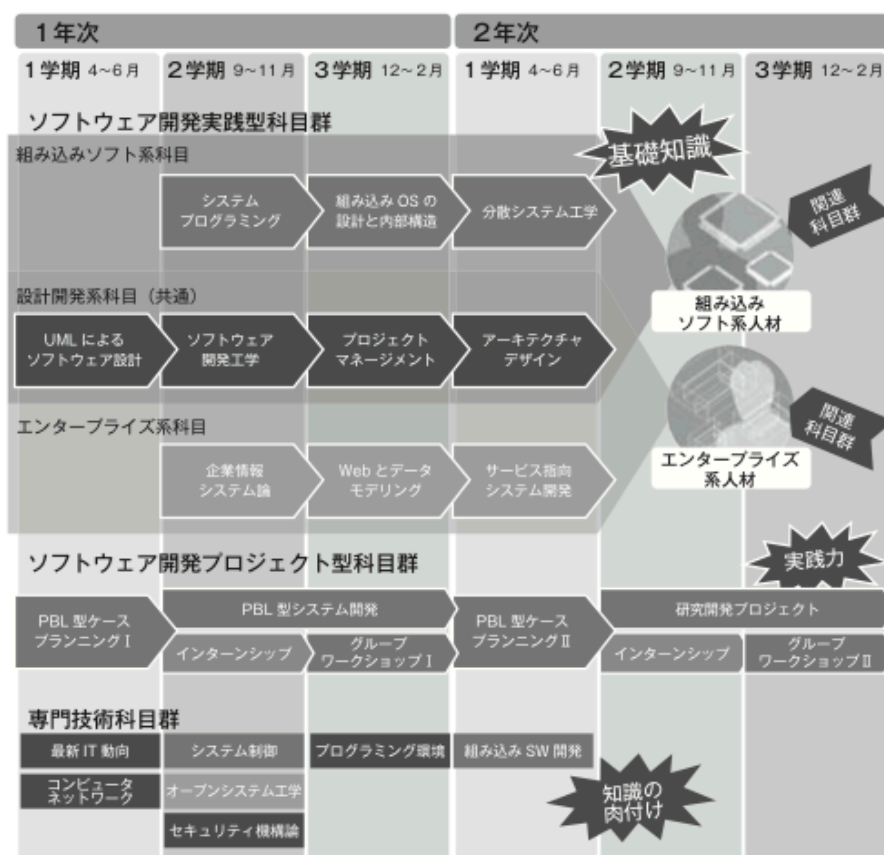 1年次
2年次
1学期 4~6月
2学期 9~11月
3学期 12~2月
1学期 4~6月
2学期 9~11月
3学期 12~2月
ソフトウェア開発実践型科目群
基礎知識
組み込みソフト系科目
システム
プログラミング
組み込みOSの
設計と内部構造
分散システム工学
関連
科目群
組み込み
ソフト系人材
設計開発系科目（共通）
UMLによる
ソフトウェア設計
ソフトウェア
開発工学
プロジェクト
マネージメント
アーキテクチャ
デザイン
関連
科目群
エンタープライズ
系人材
エンタープライズ系科目
企業情報
システム論
Webとデータ
モデリング
サービス指向
システム開発
ソフトウェア開発プロジェクト型科目群
実践力
PBL型ケース
プランニングI
PBL型システム開発
インターンシップ
グループ
ワークショップI
PBL型ケース
プランニングII
研究開発プロジェクト
インターンシップ
グループ
ワークショップII
専門技術科目群
最新IT動向
システム制御
プログラミング環境
組み込みSW開発
コンピュータ
ネットワーク
オープンシステム工学
セキュリティ機構論
知識の
肉付け